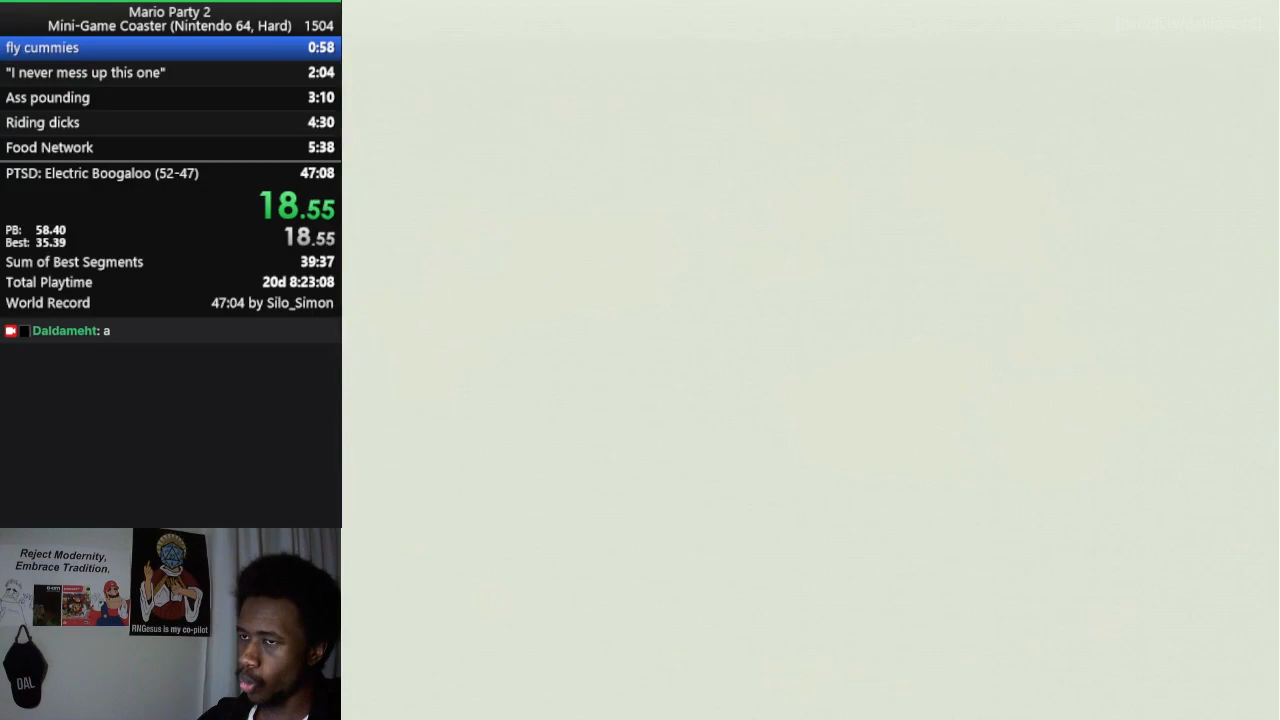 Mario Party 2
Mini-Game Coaster (Nintendo 64, Hard) 1504
fly cummies 0:58
"I never mess up this one" 2:04
Ass pounding 3:10
Riding dicks 4:30
Food Network 5:38
PTSD: Electric Boogaloo (52-47) 47:08
18.55
PB: 58.40
Best: 35.39
18.55
Sum of Best Segments 39:37
Total Playtime 20d 8:23:08
World Record 47:04 by Silo_Simon
Daldameht: a
Reject Modernity,
Embrace Tradition.
RNGesus is my co-pilot
DAL